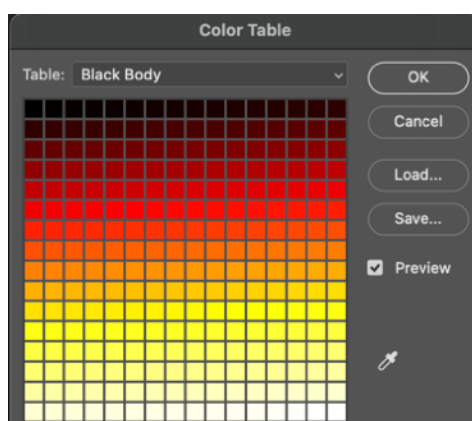 Color Table
Table: Black Body
OK
Cancel
Load...
Save...
Preview